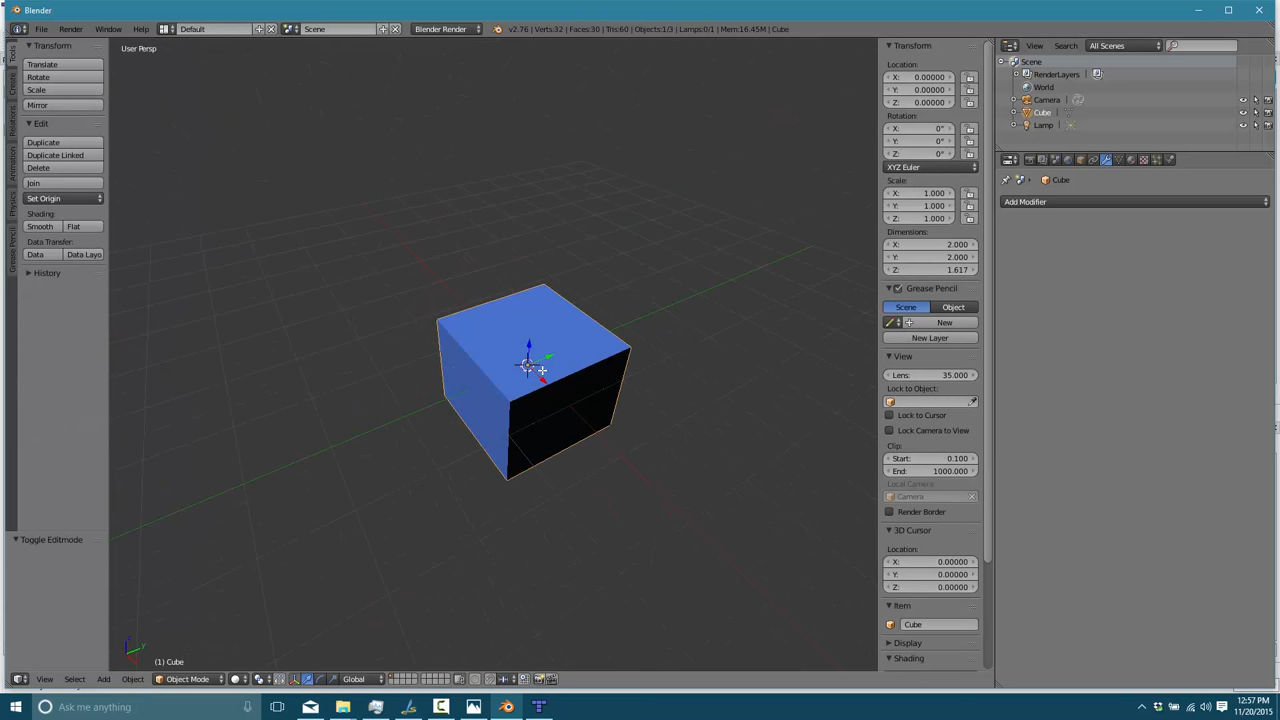 Blender
File Render Window Help Default Scene Blender Render v2.76 | Verts:32 | Faces:30 | Tris:60 | Objects:1/3 | Lamps:0/1 | Mem:16.45M | Cube
User Persp
Tools
Create
Relations
Animation
Physics
Grease Pencil
Transform
Translate
Rotate
Scale
Mirror
Edit
Duplicate
Duplicate Linked
Delete
Join
Set Origin
Shading:
Smooth Flat
Data Transfer:
Data Data Layo
History
Toggle Editmode
(1) Cube
View Select Add Object Object Mode Global
Transform
Location:
X: 0.00000
Y: 0.00000
Z: 0.00000
Rotation:
X: 0°
Y: 0°
Z: 0°
XYZ Euler
Scale:
X: 1.000
Y: 1.000
Z: 1.000
Dimensions:
X: 2.000
Y: 2.000
Z: 1.617
Grease Pencil
Scene Object
New
New Layer
View
Lens: 35.000
Lock to Object:
Lock to Cursor
Lock Camera to View
Clip:
Start: 0.100
End: 1000.000
Local Camera:
Camera
Render Border
3D Cursor
Location:
X: 0.00000
Y: 0.00000
Z: 0.00000
Item
Cube
Display
Shading
View Search All Scenes
Scene
RenderLayers
World
Camera
Cube
Lamp
Cube
Add Modifier
Ask me anything
12:57 PM
11/20/2015